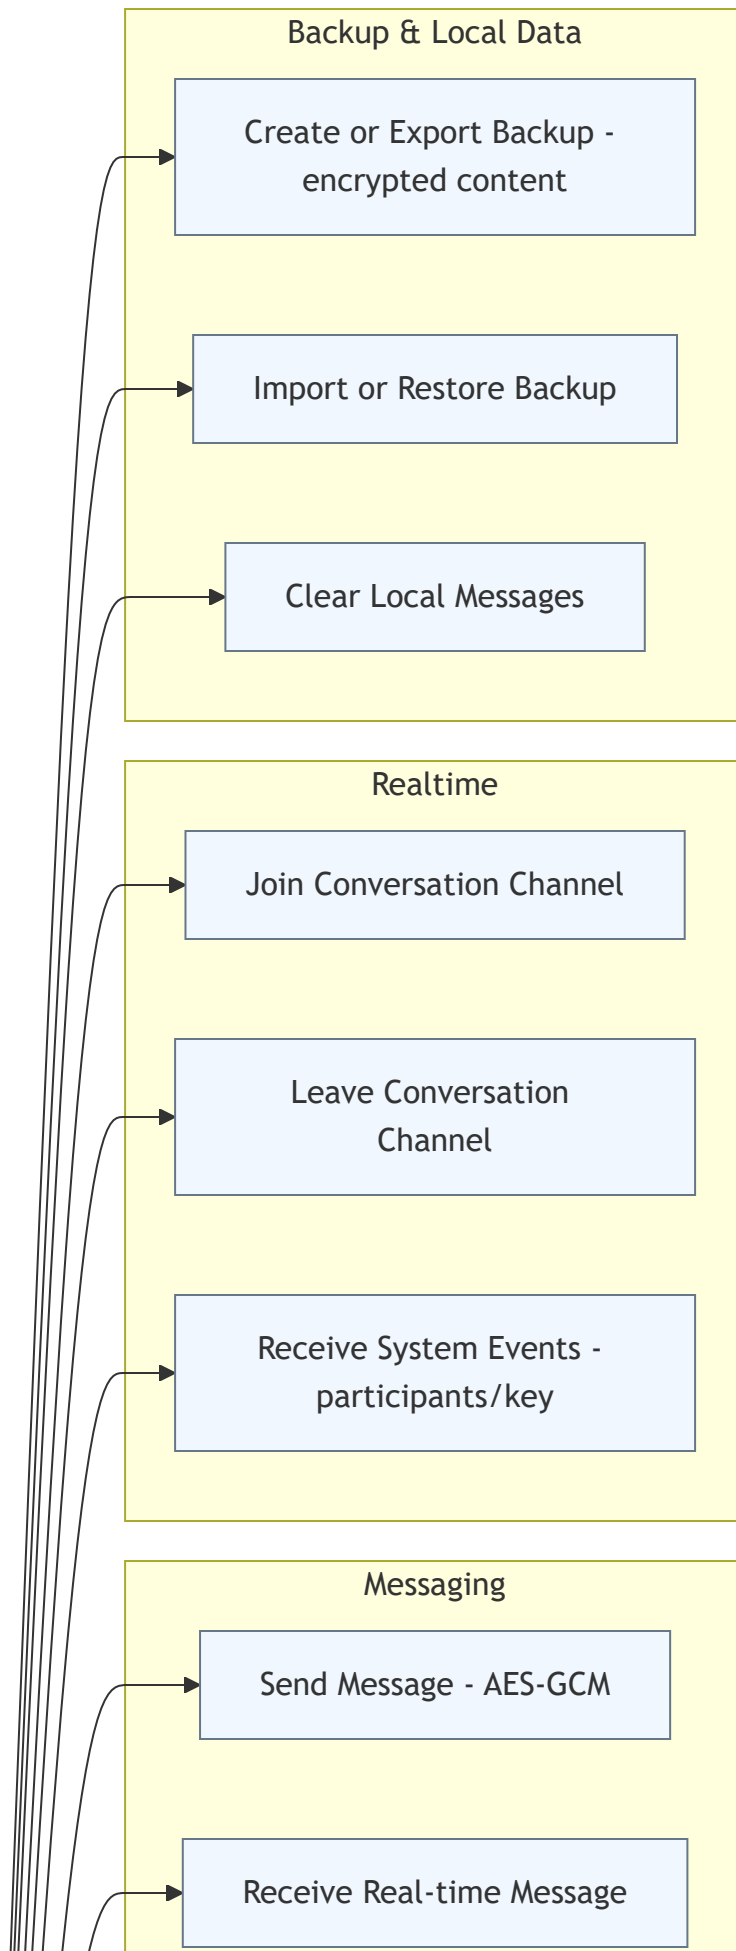 Backup & Local Data
Create or Export Backup -
encrypted content
Import or Restore Backup
Clear Local Messages
Realtime
Join Conversation Channel
Leave Conversation
Channel
Receive System Events -
participants/key
Messaging
Send Message - AES-GCM
Receive Real-time Message